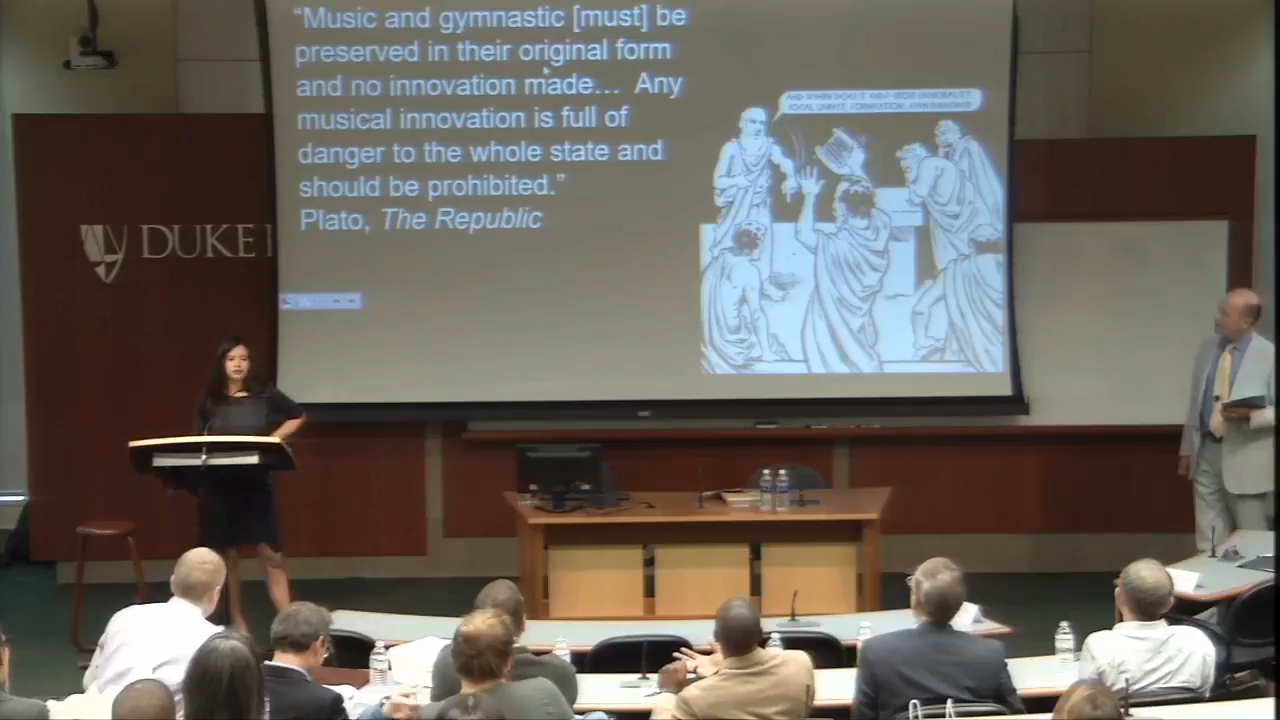 “Music and gymnastic [must] be
preserved in their original form
and no innovation made… Any
musical innovation is full of
danger to the whole state and
should be prohibited.”
Plato, The Republic
DUKE